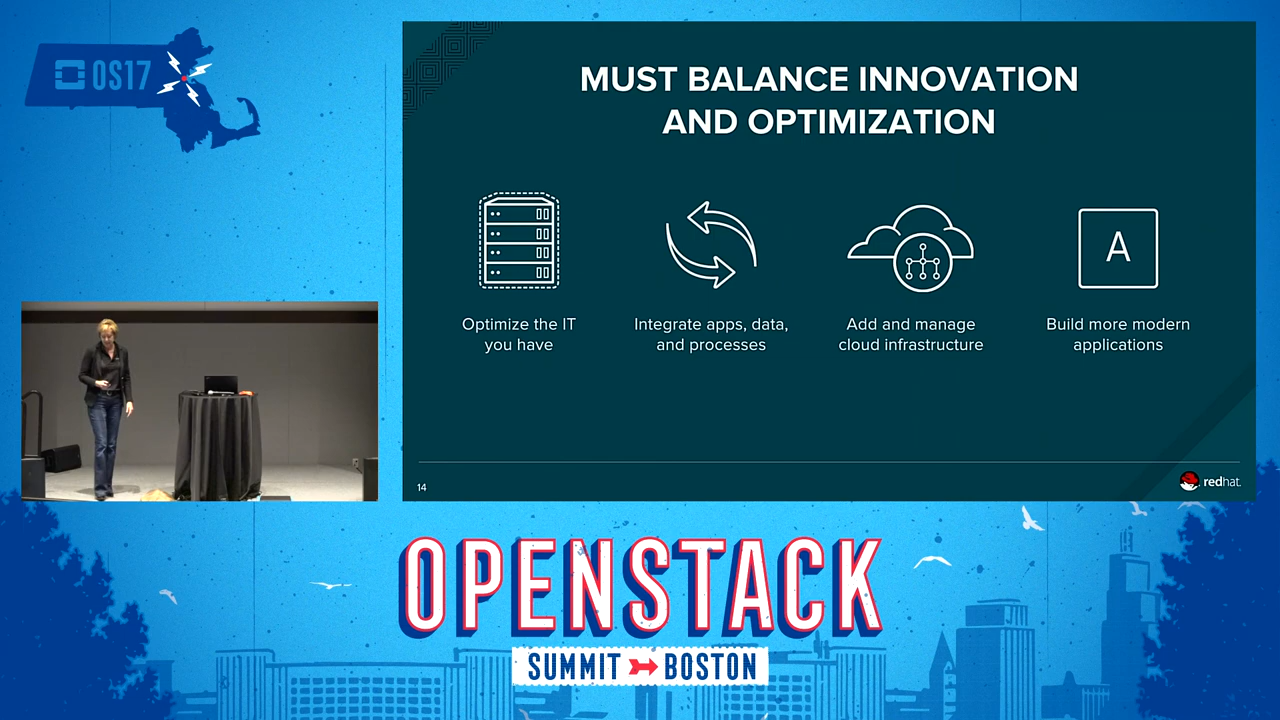 OS17
MUST BALANCE INNOVATION
AND OPTIMIZATION
Optimize the IT
you have
Integrate apps, data,
and processes
Add and manage
cloud infrastructure
A
Build more modern
applications
14
redhat.
OPENSTACK
SUMMIT BOSTON